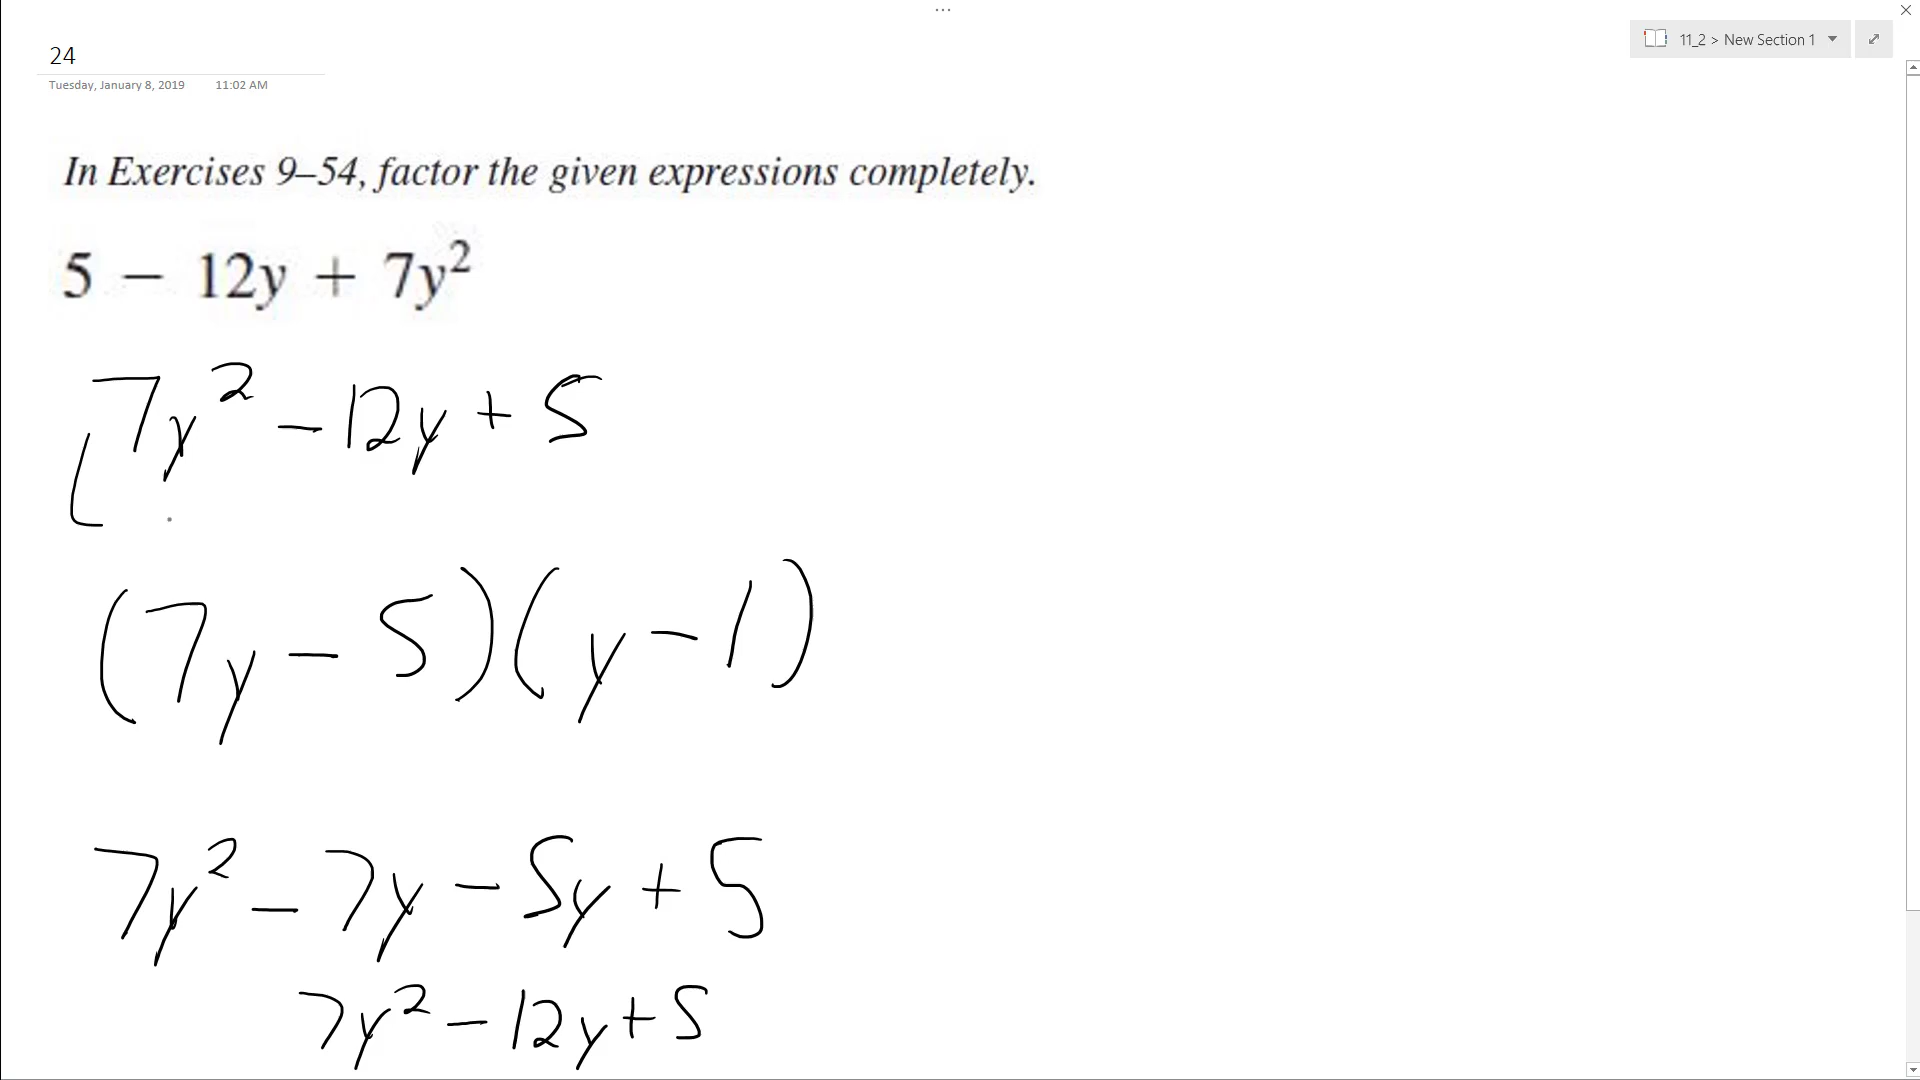 ...
11_2 > New Section 1
24
Tuesday, January 8, 2019 11:02 AM
In Exercises 9–54, factor the given expressions completely.
5 − 12y + 7y²
7y² − 12y + 5
(7y − 5)(y − 1)
7y² − 7y − 5y + 5
7y² − 12y + 5